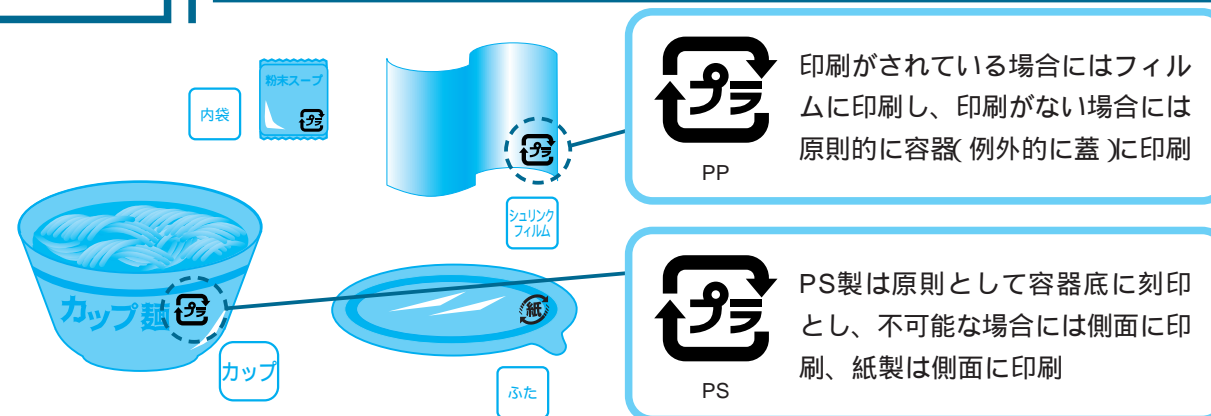 粉末スープ
プラ
内袋
プラ
シュリンク
フィルム
プラ
PP
印刷がされている場合にはフィル
ムに印刷し、印刷がない場合には
原則的に容器(例外的に蓋)に印刷
カップ麺
プラ
カップ
紙
ふた
プラ
PS
PS製は原則として容器底に刻印
とし、不可能な場合には側面に印
刷、紙製は側面に印刷